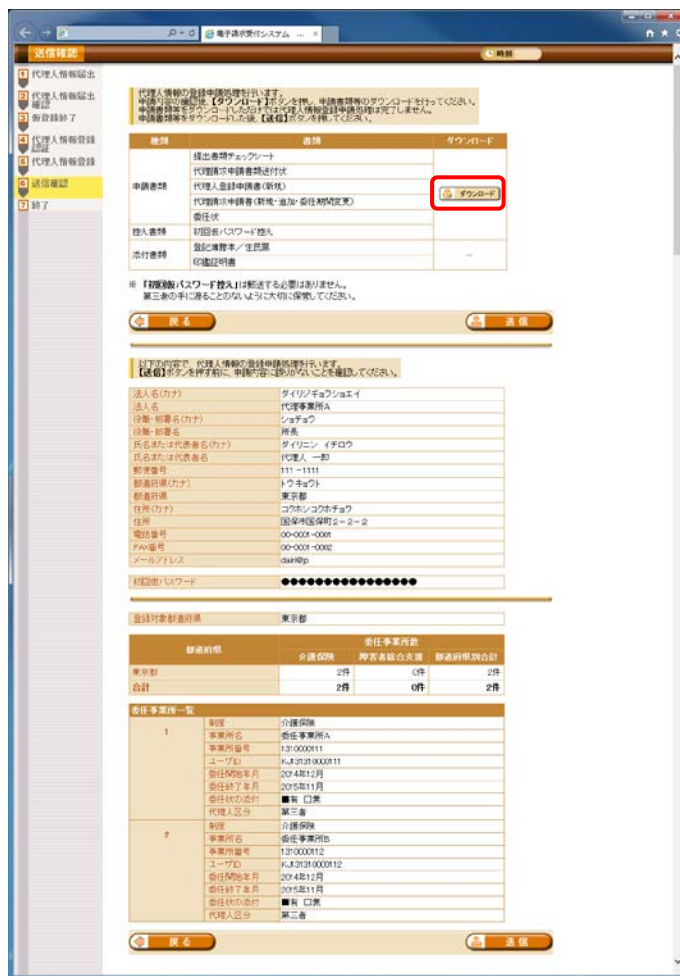 電子請求受付システム ...
送信確認
時刻
1 代理人情報届出
2 代理人情報届出
確認
3 仮登録終了
4 代理人情報登録
認証
5 代理人情報登録
6 送信確認
7 終了
代理人情報の登録申請処理を行います。
申請内容の確認後、【ダウンロード】ボタンを押し、申請書類等のダウンロードを行ってください。
申請書類等をダウンロードしただけでは代理人情報登録申請処理は完了しません。
申請書類等をダウンロードした後、【送信】ボタンを押してください。
種類 書類 ダウンロード
申請書類
提出書類チェックシート
代理請求申請書類送付状
代理人登録申請書(新規)
代理請求申請書(新規・追加・委任期間変更)
委任状
ダウンロード
控え書類 初回仮パスワード控え
添付書類
登記簿謄本/住民票
印鑑証明書
-
※ 「初回仮パスワード控え」は郵送する必要はありません。
第三者の手に渡ることのないように大切に保管してください。
戻る 送信
以下の内容で、代理人情報の登録申請処理を行います。
【送信】ボタンを押す前に、申請内容に誤りがないことを確認してください。
法人名(カナ) ダイリジギョウショエイ
法人名 代理事業所A
役職・部署名(カナ) ショチョウ
役職・部署名 所長
氏名または代表者名(カナ) ダイリニン イチロウ
氏名または代表者名 代理人 一郎
郵便番号 111-1111
都道府県(カナ) トウキョウト
都道府県 東京都
住所(カナ) コクホシコクホチョウ
住所 国保市国保町2-2-2
電話番号 00-0001-0001
FAX番号 00-0001-0002
メールアドレス dairi@jp
初回仮パスワード ●●●●●●●●●●●●●●●●
登録対象都道府県 東京都
都道府県 委任事業所数
介護保険 障害者総合支援 都道府県別合計
東京都 2件 0件 2件
合計 2件 0件 2件
委任事業所一覧
1
制度 介護保険
事業所名 委任事業所A
事業所番号 1310000111
ユーザID KJ131310000111
委任開始年月 2014年12月
委任終了年月 2015年11月
委任状の添付 ■有 □無
代理人区分 第三者
2
制度 介護保険
事業所名 委任事業所B
事業所番号 1310000112
ユーザID KJ131310000112
委任開始年月 2014年12月
委任終了年月 2015年11月
委任状の添付 ■有 □無
代理人区分 第三者
戻る 送信